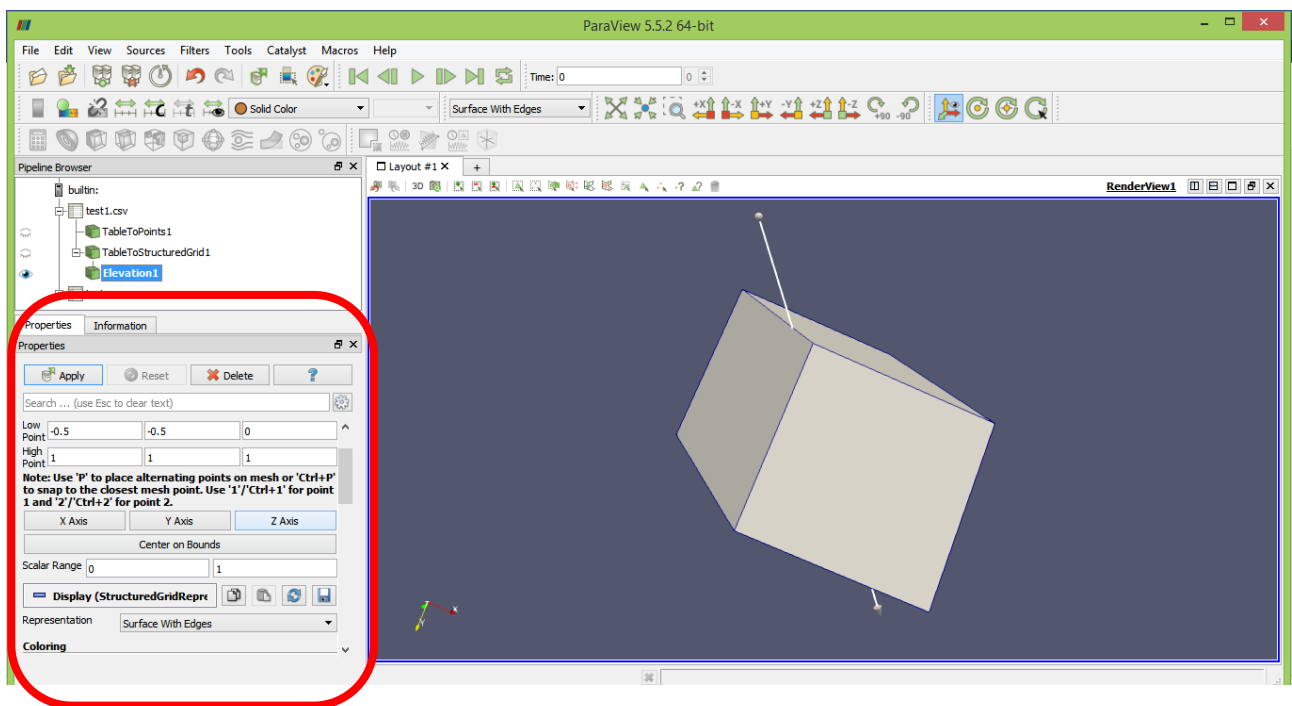 ParaView 5.5.2 64-bit
File Edit View Sources Filters Tools Catalyst Macros Help
Time: 0 0
Solid Color Surface With Edges +X -X +Y -Y +Z -Z +90 -90
Pipeline Browser
Layout #1 +
builtin:
3D
RenderView1
test1.csv
TableToPoints1
TableToStructuredGrid1
Elevation1
Properties Information
Properties
Apply Reset Delete ?
Search ... (use Esc to clear text)
Low Point -0.5 -0.5 0
High Point 1 1 1
Note: Use 'P' to place alternating points on mesh or 'Ctrl+P'
to snap to the closest mesh point. Use '1'/'Ctrl+1' for point
1 and '2'/'Ctrl+2' for point 2.
X Axis Y Axis Z Axis
Center on Bounds
Scalar Range 0 1
Display (StructuredGridRepre
Representation Surface With Edges
Coloring
X
Y